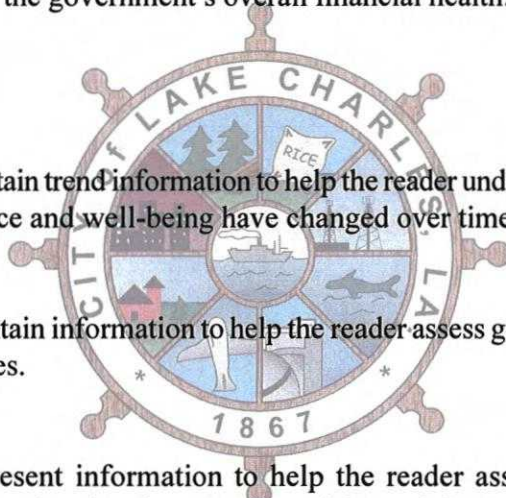 the government's overall financial health.
CITY of LAKE CHARLES, LA.
RICE
tain trend information to help the reader und
ce and well-being have changed over time
tain information to help the reader assess g
es.
* 1867 *
esent information to help the reader ass